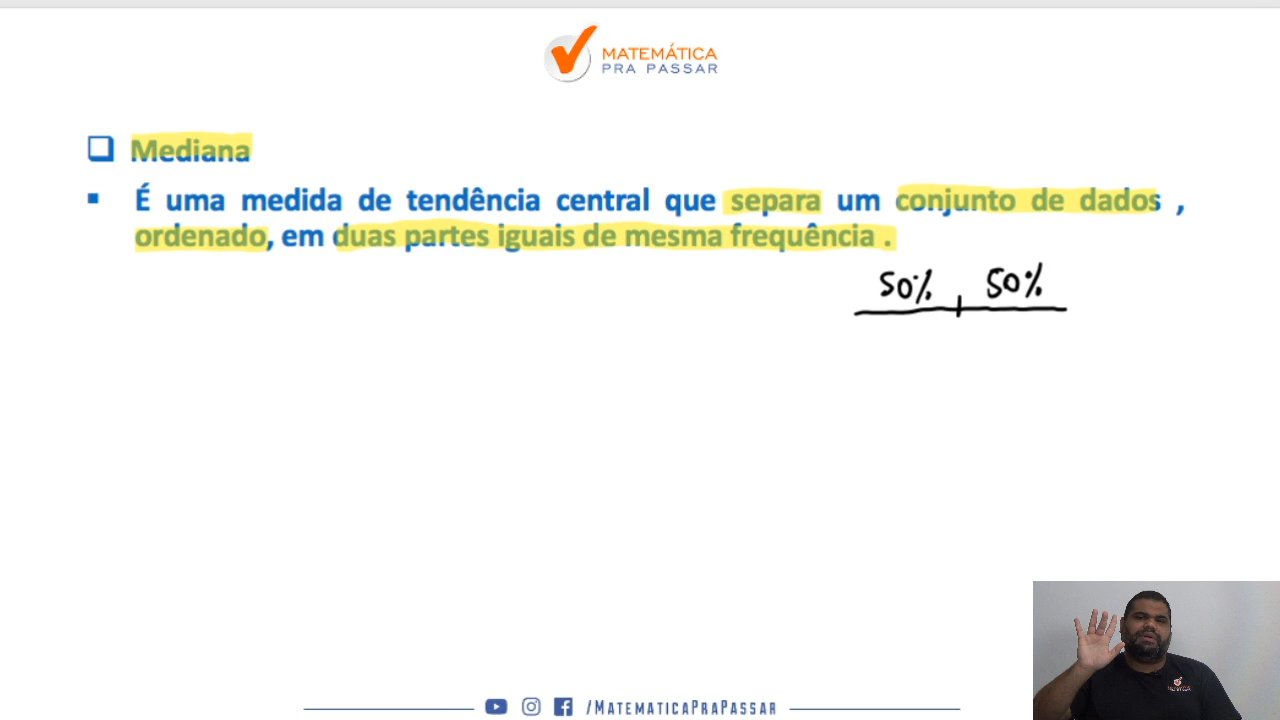 MATEMÁTICA
PRA PASSAR
Mediana
É uma medida de tendência central que separa um conjunto de dados ,
ordenado, em duas partes iguais de mesma frequência .
50% 50%
/MATEMATICAPRAPASSAR